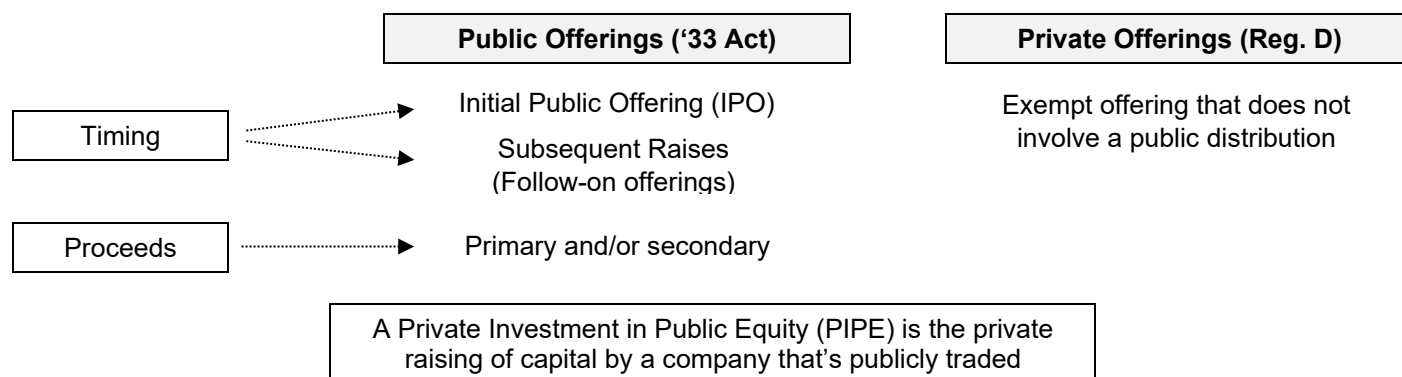 Public Offerings (‘33 Act)
Private Offerings (Reg. D)
Timing
Initial Public Offering (IPO)
Subsequent Raises
(Follow-on offerings)
Exempt offering that does not
involve a public distribution
Proceeds
Primary and/or secondary
A Private Investment in Public Equity (PIPE) is the private
raising of capital by a company that’s publicly traded